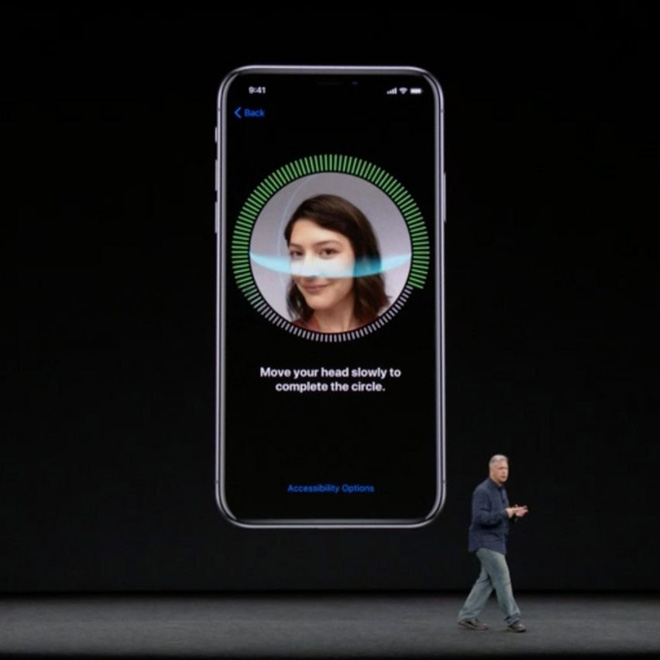 9:41
Back
Move your head slowly to
complete the circle.
Accessibility Options